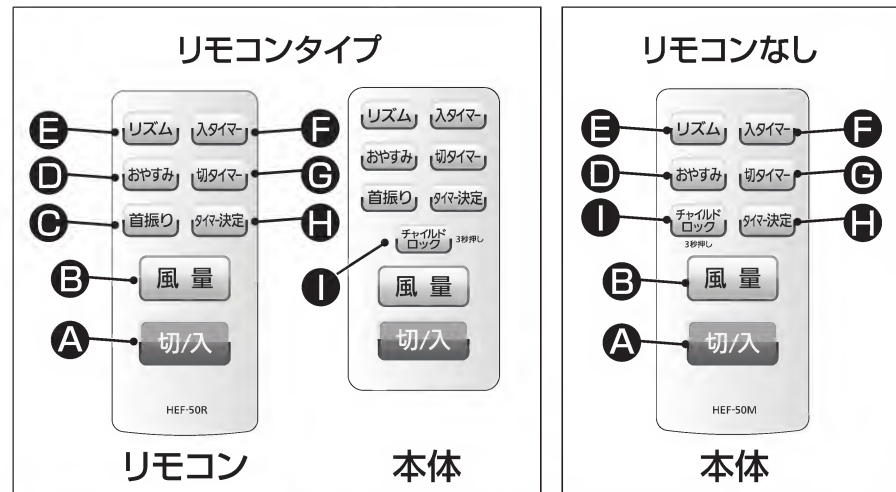 リモコンタイプ
E リズム 入タイマー F
D おやすみ 切タイマー G
C 首振り タイマー決定 H
B 風量
A 切/入
HEF-50R
リモコン
リズム 入タイマー
おやすみ 切タイマー
首振り タイマー決定
I チャイルド
ロック 3秒押し
風量
切/入
本体
リモコンなし
E リズム 入タイマー F
D おやすみ 切タイマー G
I チャイルド
ロック タイマー決定 H
3秒押し
B 風量
A 切/入
HEF-50M
本体